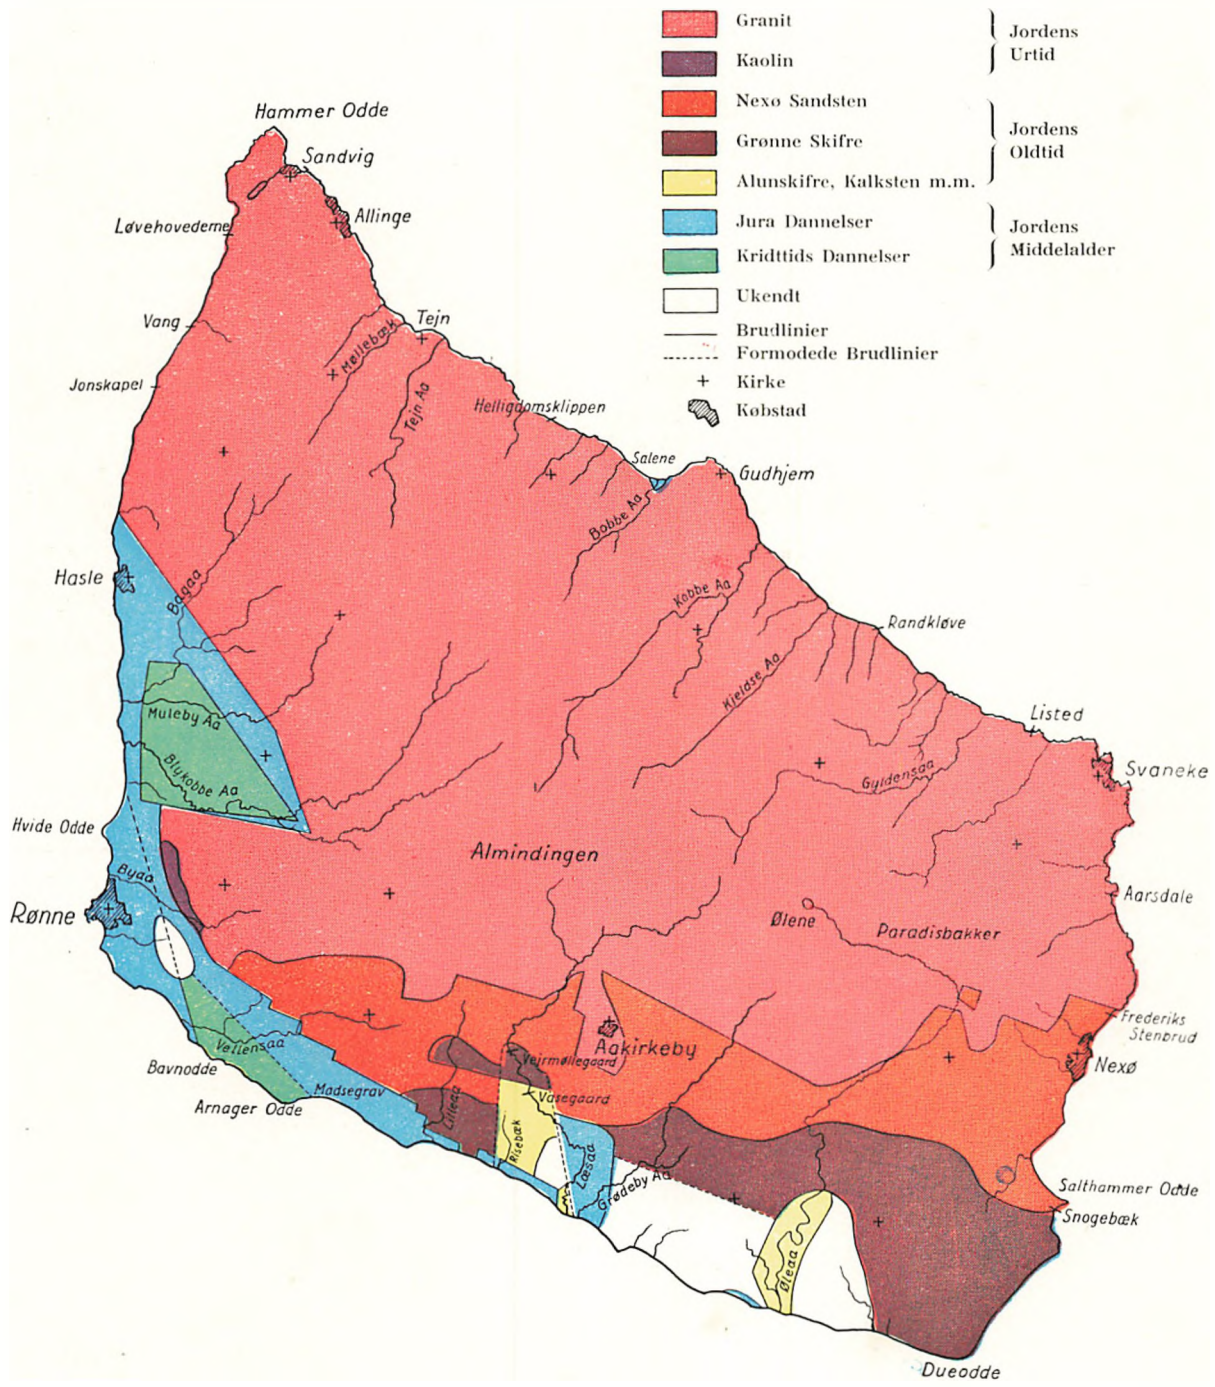 Granit
Kaolin
Jordens
Urtid
Nexø Sandsten
Grønne Skifre
Alunskifre, Kalksten m.m.
Jordens
Oldtid
Jura Dannelser
Kridttids Dannelser
Jordens
Middelalder
Ukendt
Brudlinier
Formodede Brudlinier
Kirke
Købstad
Hammer Odde
Sandvig
Allinge
Løvehovederne
Vang
Tejn
Møllebæk
Jonskapel
Tejn Aa
Helligdomsklippen
Salene
Gudhjem
Bobbe Aa
Hasle
Bagaa
Kobbe Aa
Randkløve
Kjeldse Aa
Muleby Aa
Listed
Blykobbe Aa
Gyldensaa
Svaneke
Hvide Odde
Almindingen
Byaa
Rønne
Aarsdale
Ølene
Paradisbakker
Frederiks
Stenbrud
Vellensaa
Aakirkeby
Vejrmøllegaard
Nexø
Bavnodde
Madsegrav
Arnager Odde
Lilleaa
Vasegaard
Risebæk
Læsaa
Grødeby Aa
Salthammer Odde
Snogebæk
Øleaa
Dueodde